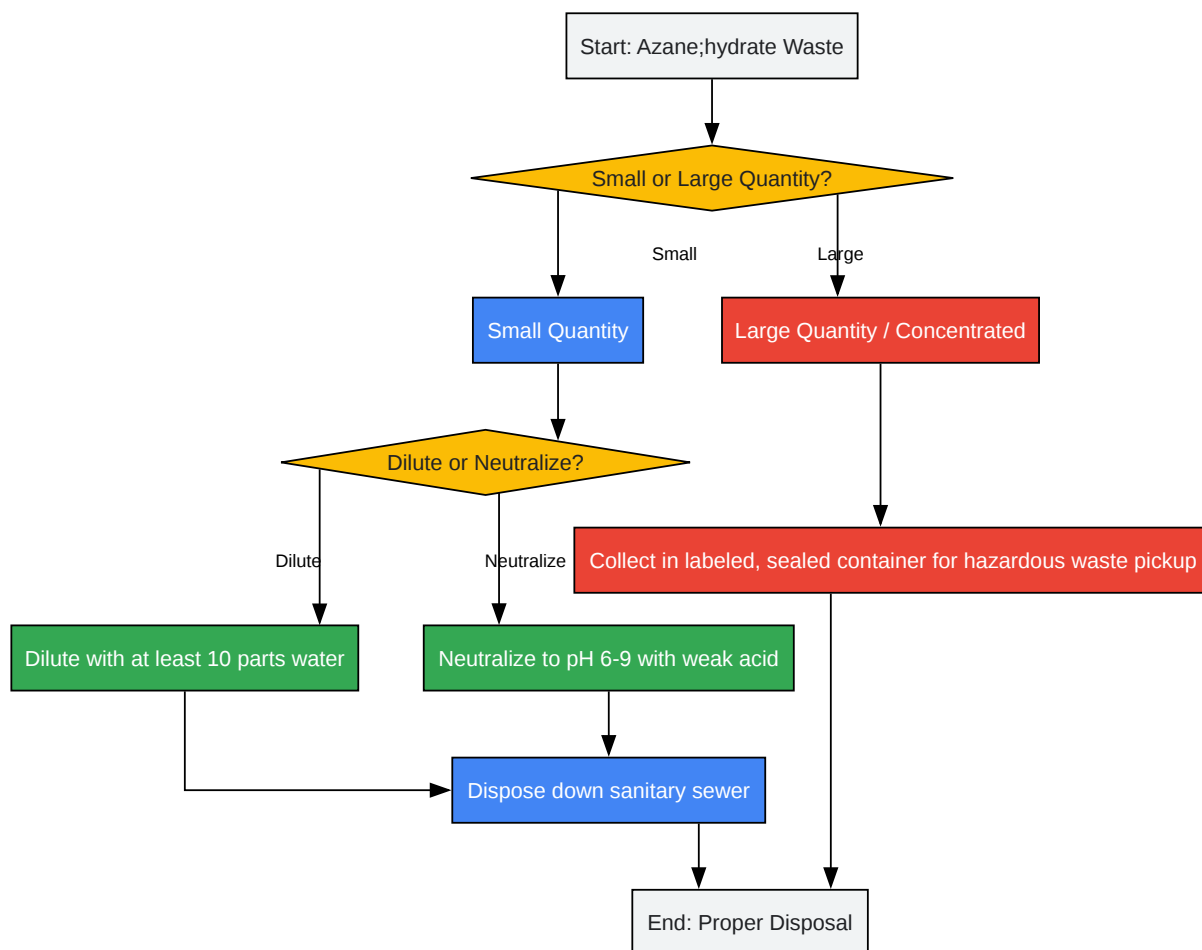 Start: Azane;hydrate Waste
Small or Large Quantity?
Small
Large
Small Quantity
Large Quantity / Concentrated
Dilute or Neutralize?
Dilute
Neutralize
Collect in labeled, sealed container for hazardous waste pickup
Dilute with at least 10 parts water
Neutralize to pH 6-9 with weak acid
Dispose down sanitary sewer
End: Proper Disposal